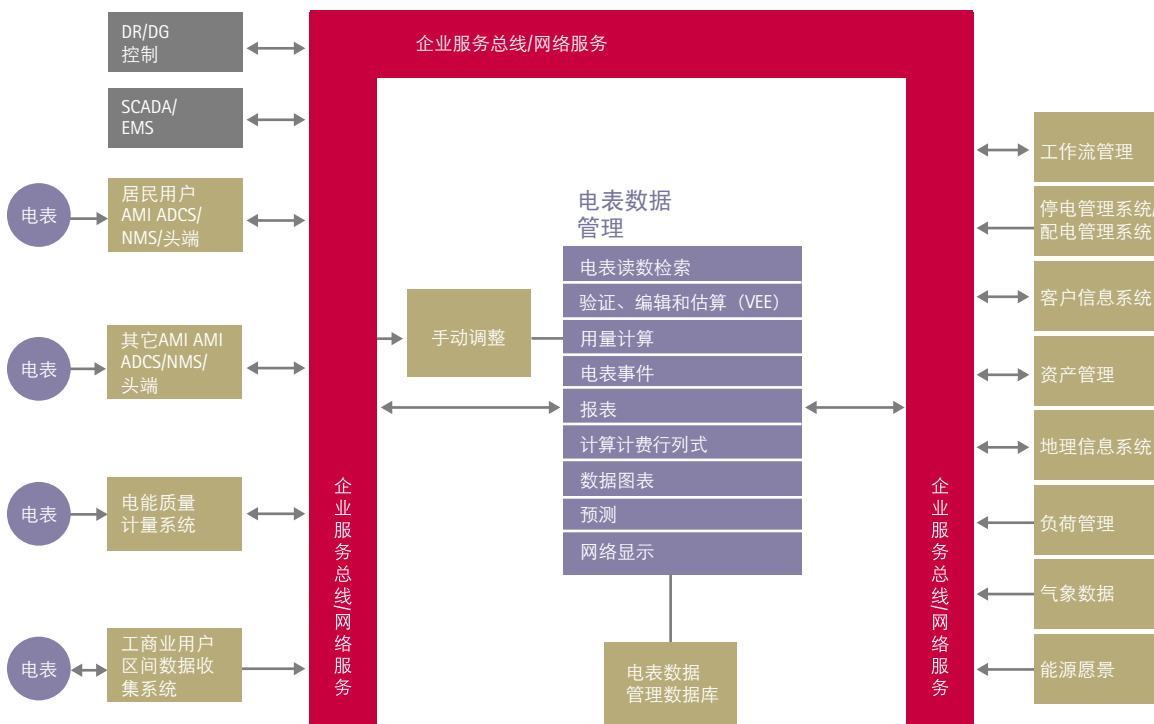 DR/DG
控制
SCADA/
EMS
电表
居民用户
AMI ADCS/
NMS/头端
电表
其它AMI AMI
ADCS/NMS/
头端
电表
电能质量
计量系统
电表
工商业用户
区间数据收
集系统
企业服务总线/网络服务
企业服务总线/网络服务
手动调整
电表数据
管理
电表读数检索
验证、编辑和估算（VEE）
用量计算
电表事件
报表
计算计费行列式
数据图表
预测
网络显示
电表数据
管理数据库
企业服务总线/网络服务
工作流管理
停电管理系统/
配电管理系统
客户信息系统
资产管理
地理信息系统
负荷管理
气象数据
能源愿景